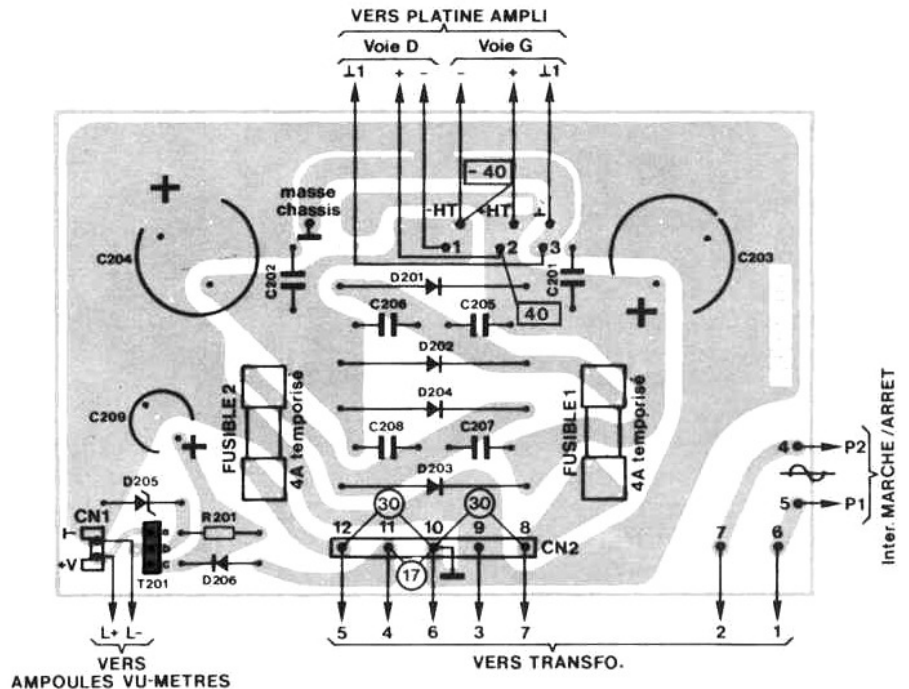 VERS PLATINE AMPLI
Voie D Voie G
⊥1 + - - + ⊥1
- 40
masse
chassis
-HT +HT ⊢
1 2 3
C204
C202
C201
C203
D201
40
C206 C205
D202
D204
C208 C207
D203
C209
FUSIBLE 2
4A temporisé
FUSIBLE 1
4A temporisé
D205
CN1
⊢
+V
e
b
c
T201
R201
D206
30 30
12 11 10 9 8
CN2
17
4 P2
5 P1
Inter. MARCHE/ARRET
7 6
L+ L-
5 4 6 3 7 2 1
VERS
AMPOULES VU-METRES
VERS TRANSFO.